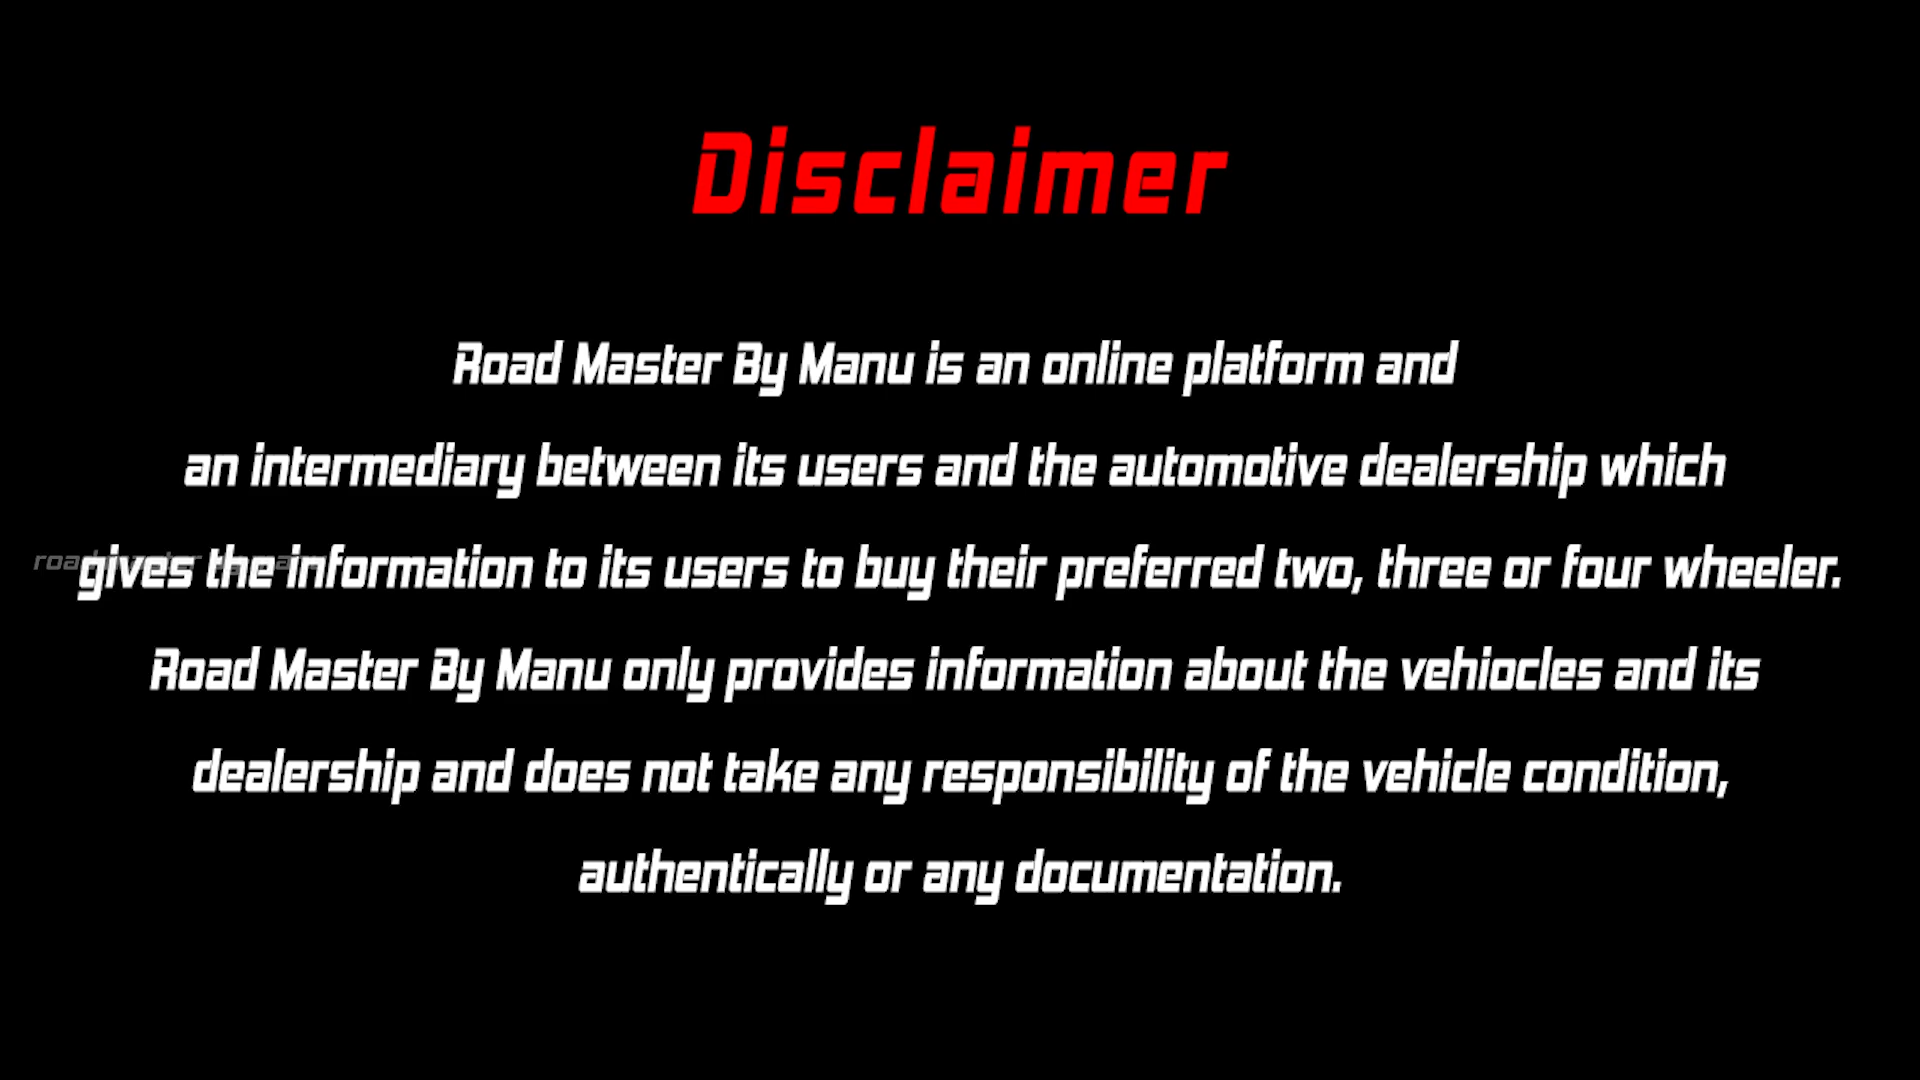 Disclaimer
Road Master By Manu is an online platform and
an intermediary between its users and the automotive dealership which
gives the information to its users to buy their preferred two, three or four wheeler.
Road Master By Manu only provides information about the vehiocles and its
dealership and does not take any responsibility of the vehicle condition,
authentically or any documentation.